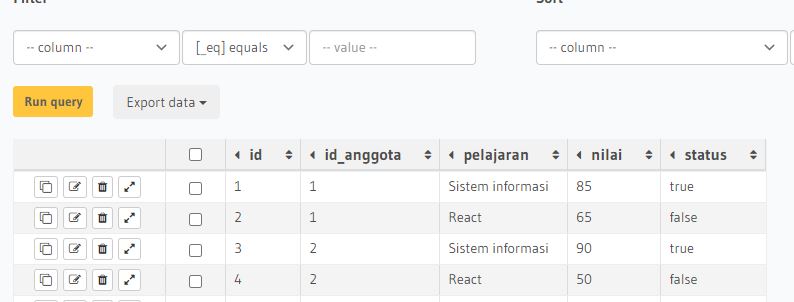 Filter Sort
-- column -- [_eq] equals -- value -- -- column --
Run query Export data
id id_anggota pelajaran nilai status
1 1 Sistem informasi 85 true
2 1 React 65 false
3 2 Sistem informasi 90 true
4 2 React 50 false